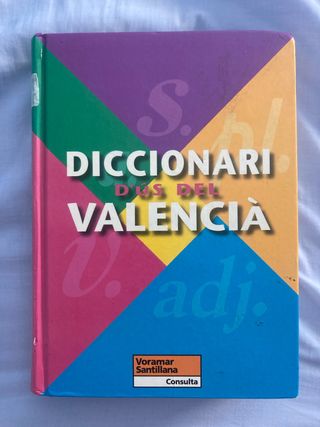 s.
pl.
DICCIONARI
D'ÚS DEL
VALENCIÀ
v.
adj.
Voramar
Santillana
Consulta